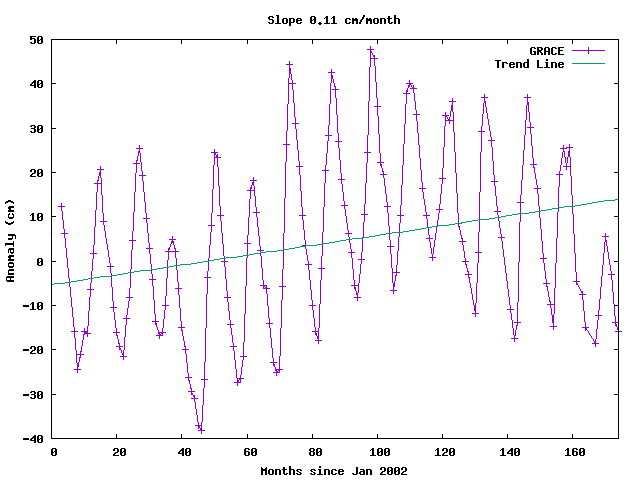 Slope 0.11 cm/month
50
GRACE
Trend Line
40
30
20
10
0
-10
-20
-30
-40
Anomaly (cm)
0 20 40 60 80 100 120 140 160
Months since Jan 2002